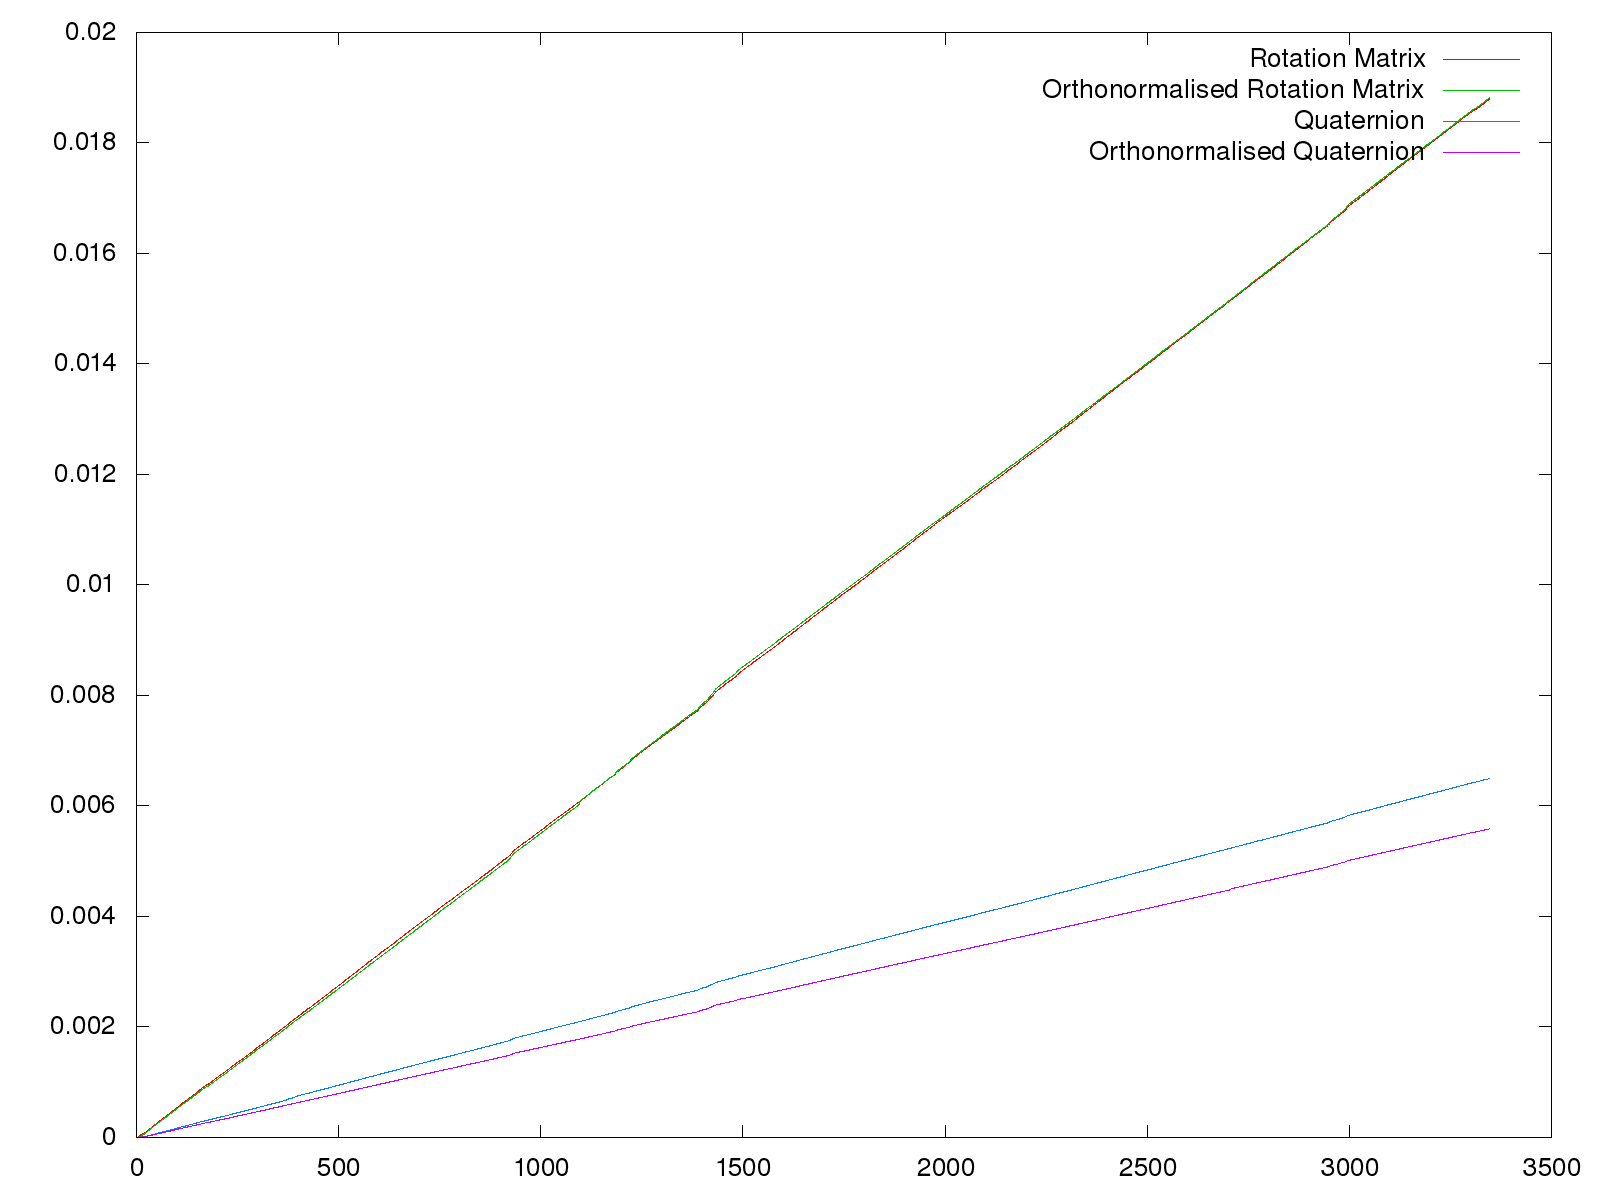 0.02
Rotation Matrix
Orthonormalised Rotation Matrix
Quaternion
Orthonormalised Quaternion
0.018
0.016
0.014
0.012
0.01
0.008
0.006
0.004
0.002
0
0 500 1000 1500 2000 2500 3000 3500